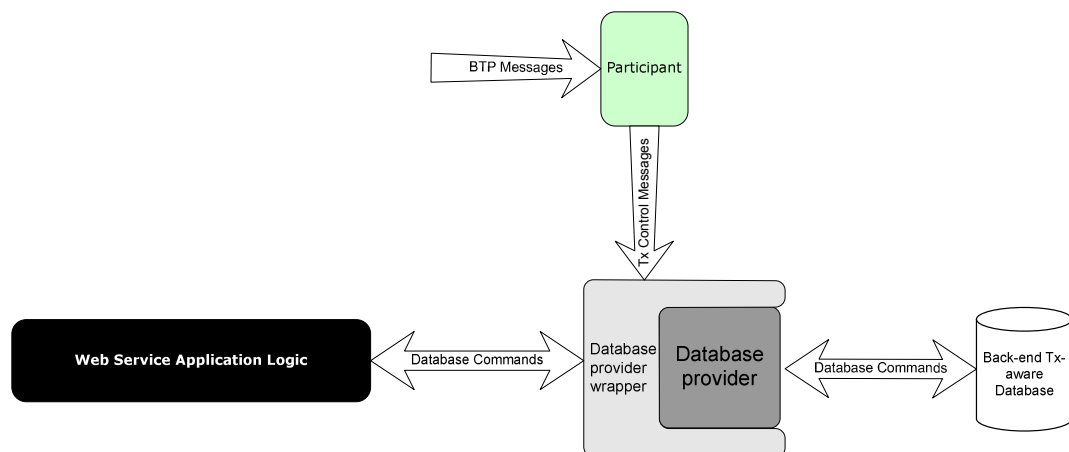 BTP Messages
Participant
Tx Control Messages
Web Service Application Logic
Database Commands
Database
provider
wrapper
Database
provider
Database Commands
Back-end Tx-
aware
Database